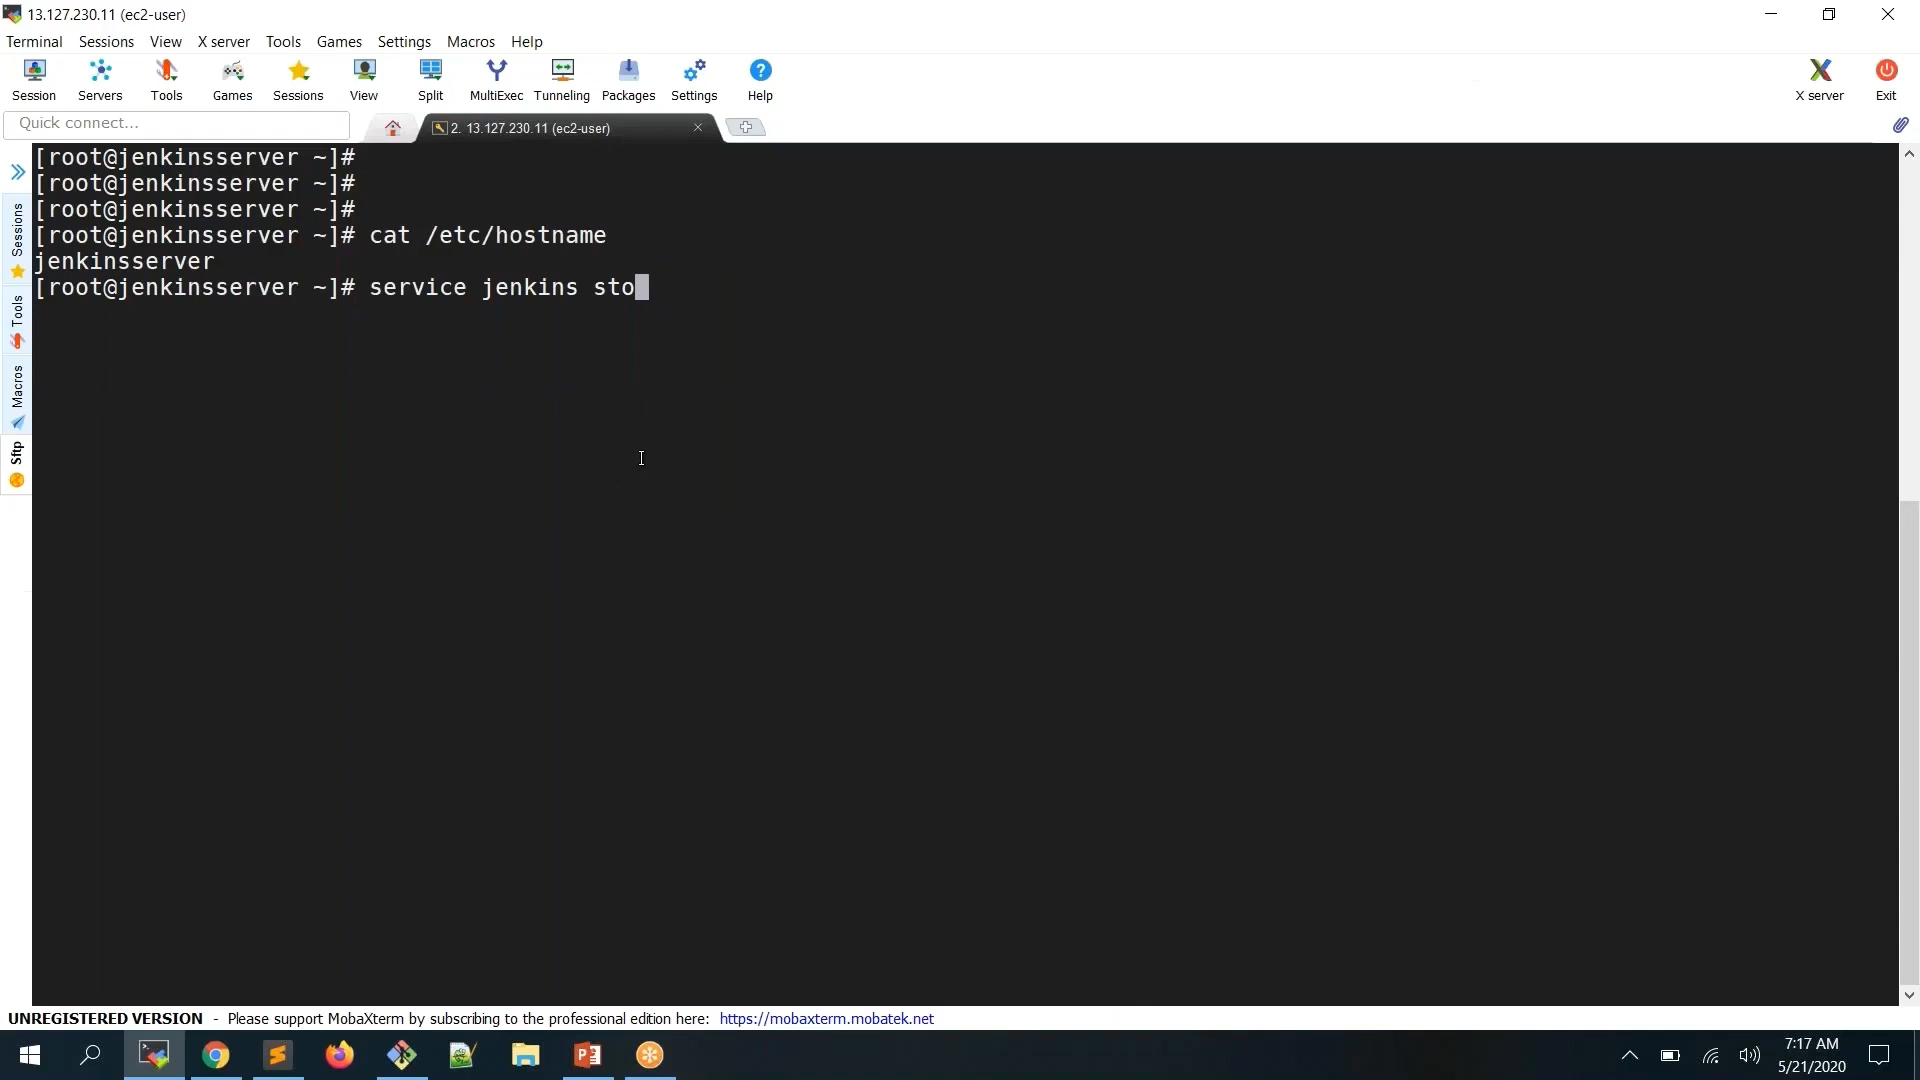 13.127.230.11 (ec2-user)
Terminal Sessions View X server Tools Games Settings Macros Help
Session Servers Tools Games Sessions View Split MultiExec Tunneling Packages Settings Help X server Exit
Quick connect...
2. 13.127.230.11 (ec2-user)
Sessions
Tools
Macros
Sftp
[root@jenkinsserver ~]#
[root@jenkinsserver ~]#
[root@jenkinsserver ~]#
[root@jenkinsserver ~]# cat /etc/hostname
jenkinsserver
[root@jenkinsserver ~]# service jenkins sto
UNREGISTERED VERSION - Please support MobaXterm by subscribing to the professional edition here: https://mobaxterm.mobatek.net
7:17 AM
5/21/2020